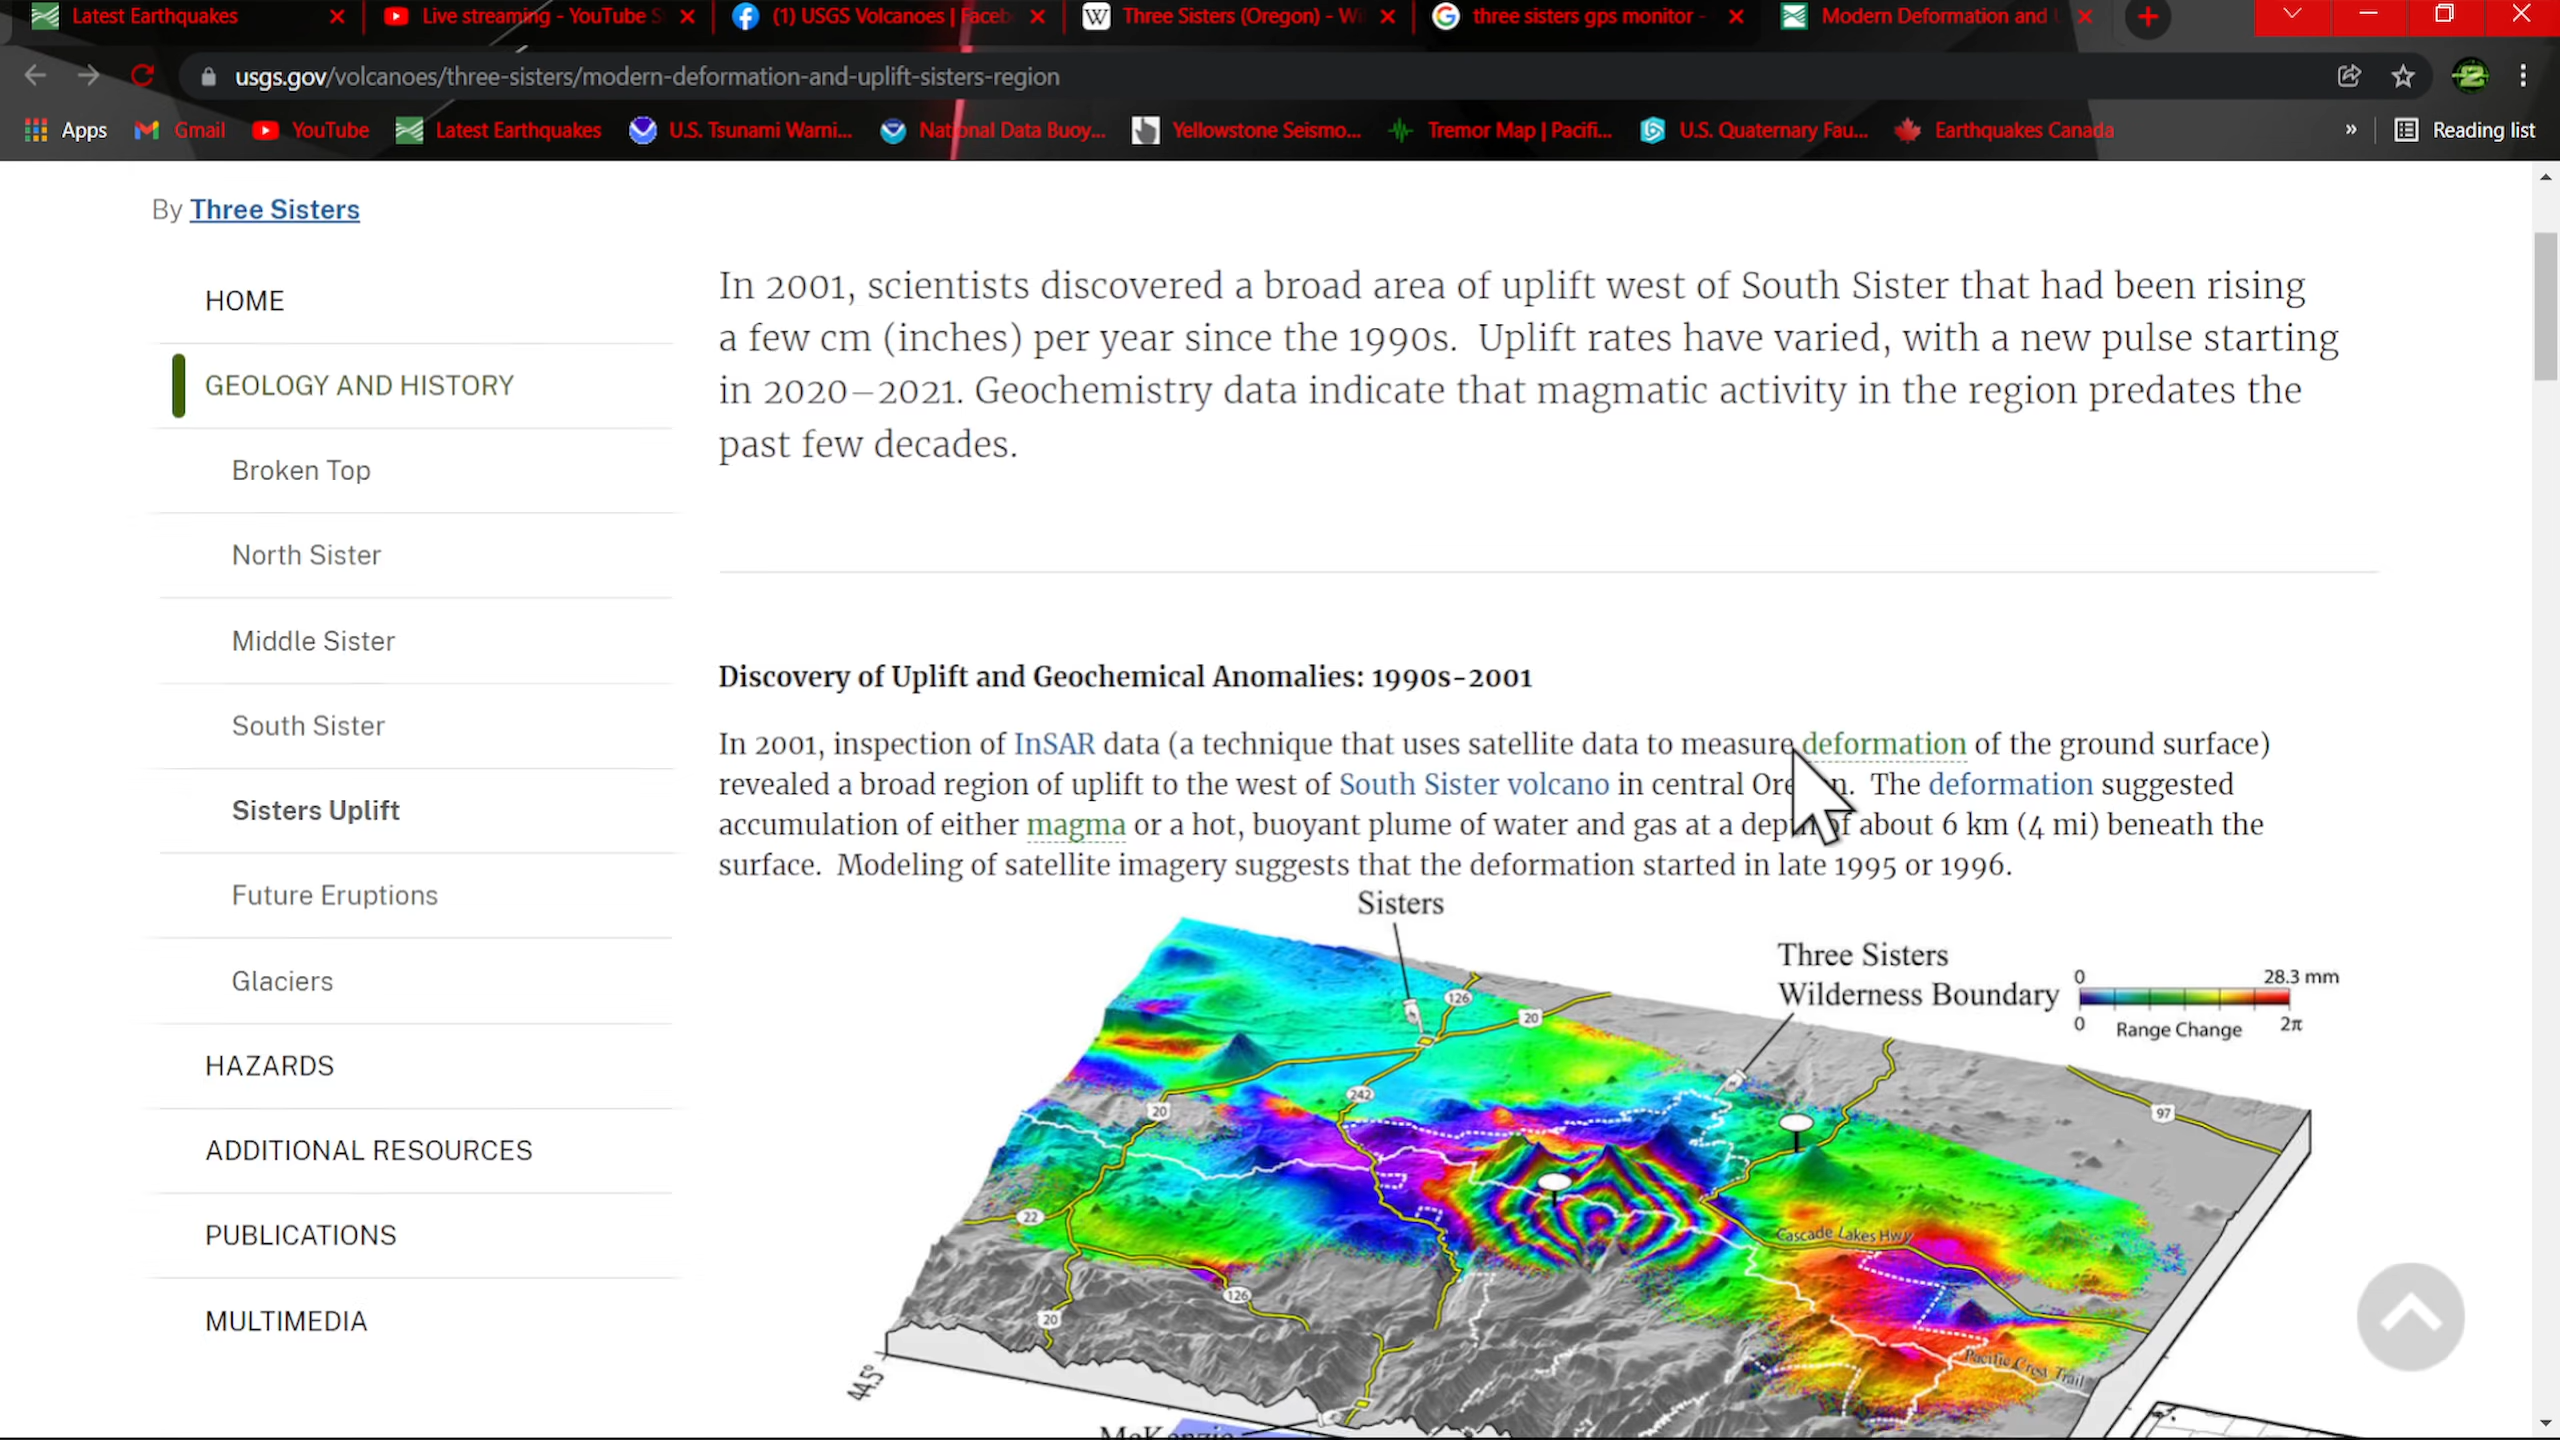 Latest Earthquakes
Live streaming - YouTube S
(1) USGS Volcanoes | Faceb
Three Sisters (Oregon) - Wi
three sisters gps monitor -
Modern Deformation and U
usgs.gov/volcanoes/three-sisters/modern-deformation-and-uplift-sisters-region
Apps
Gmail
YouTube
Latest Earthquakes
U.S. Tsunami Warni...
National Data Buoy...
Yellowstone Seismo...
Tremor Map | Pacifi...
U.S. Quaternary Fau...
Earthquakes Canada
»
Reading list
By Three Sisters
HOME
GEOLOGY AND HISTORY
Broken Top
North Sister
Middle Sister
South Sister
Sisters Uplift
Future Eruptions
Glaciers
HAZARDS
ADDITIONAL RESOURCES
PUBLICATIONS
MULTIMEDIA
In 2001, scientists discovered a broad area of uplift west of South Sister that had been rising
a few cm (inches) per year since the 1990s. Uplift rates have varied, with a new pulse starting
in 2020–2021. Geochemistry data indicate that magmatic activity in the region predates the
past few decades.
Discovery of Uplift and Geochemical Anomalies: 1990s-2001
In 2001, inspection of InSAR data (a technique that uses satellite data to measure deformation of the ground surface)
revealed a broad region of uplift to the west of South Sister volcano in central Oregon. The deformation suggested
accumulation of either magma or a hot, buoyant plume of water and gas at a depth of about 6 km (4 mi) beneath the
surface. Modeling of satellite imagery suggests that the deformation started in late 1995 or 1996.
Sisters
Three Sisters
Wilderness Boundary
0 28.3 mm
0 Range Change 2π
126
20
242
20
97
22
Cascade Lakes Hwy
126
20
Pacific Crest Trail
44.5°
McKenzie